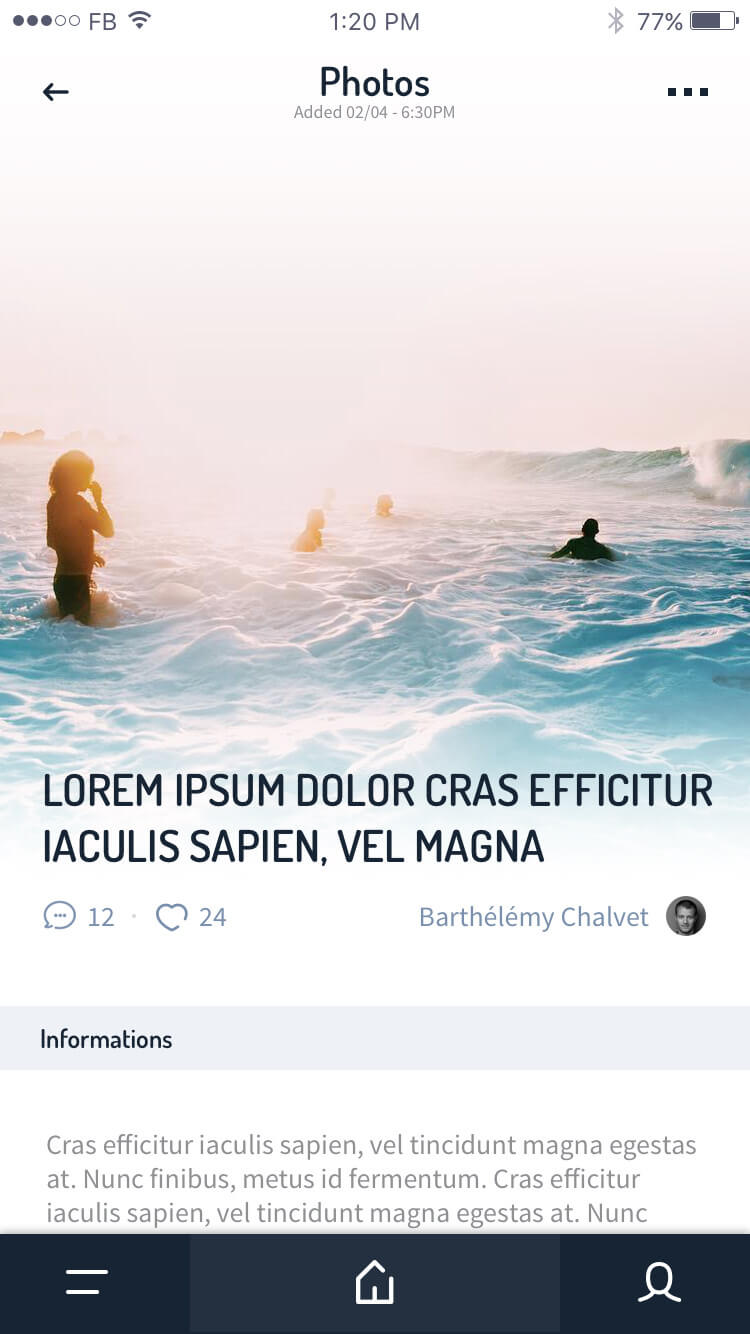 FB 1:20 PM 77%
Photos
Added 02/04 - 6:30PM
LOREM IPSUM DOLOR CRAS EFFICITUR
IACULIS SAPIEN, VEL MAGNA
12 24 Barthélémy Chalvet
Informations
Cras efficitur iaculis sapien, vel tincidunt magna egestas
at. Nunc finibus, metus id fermentum. Cras efficitur
iaculis sapien, vel tincidunt magna egestas at. Nunc